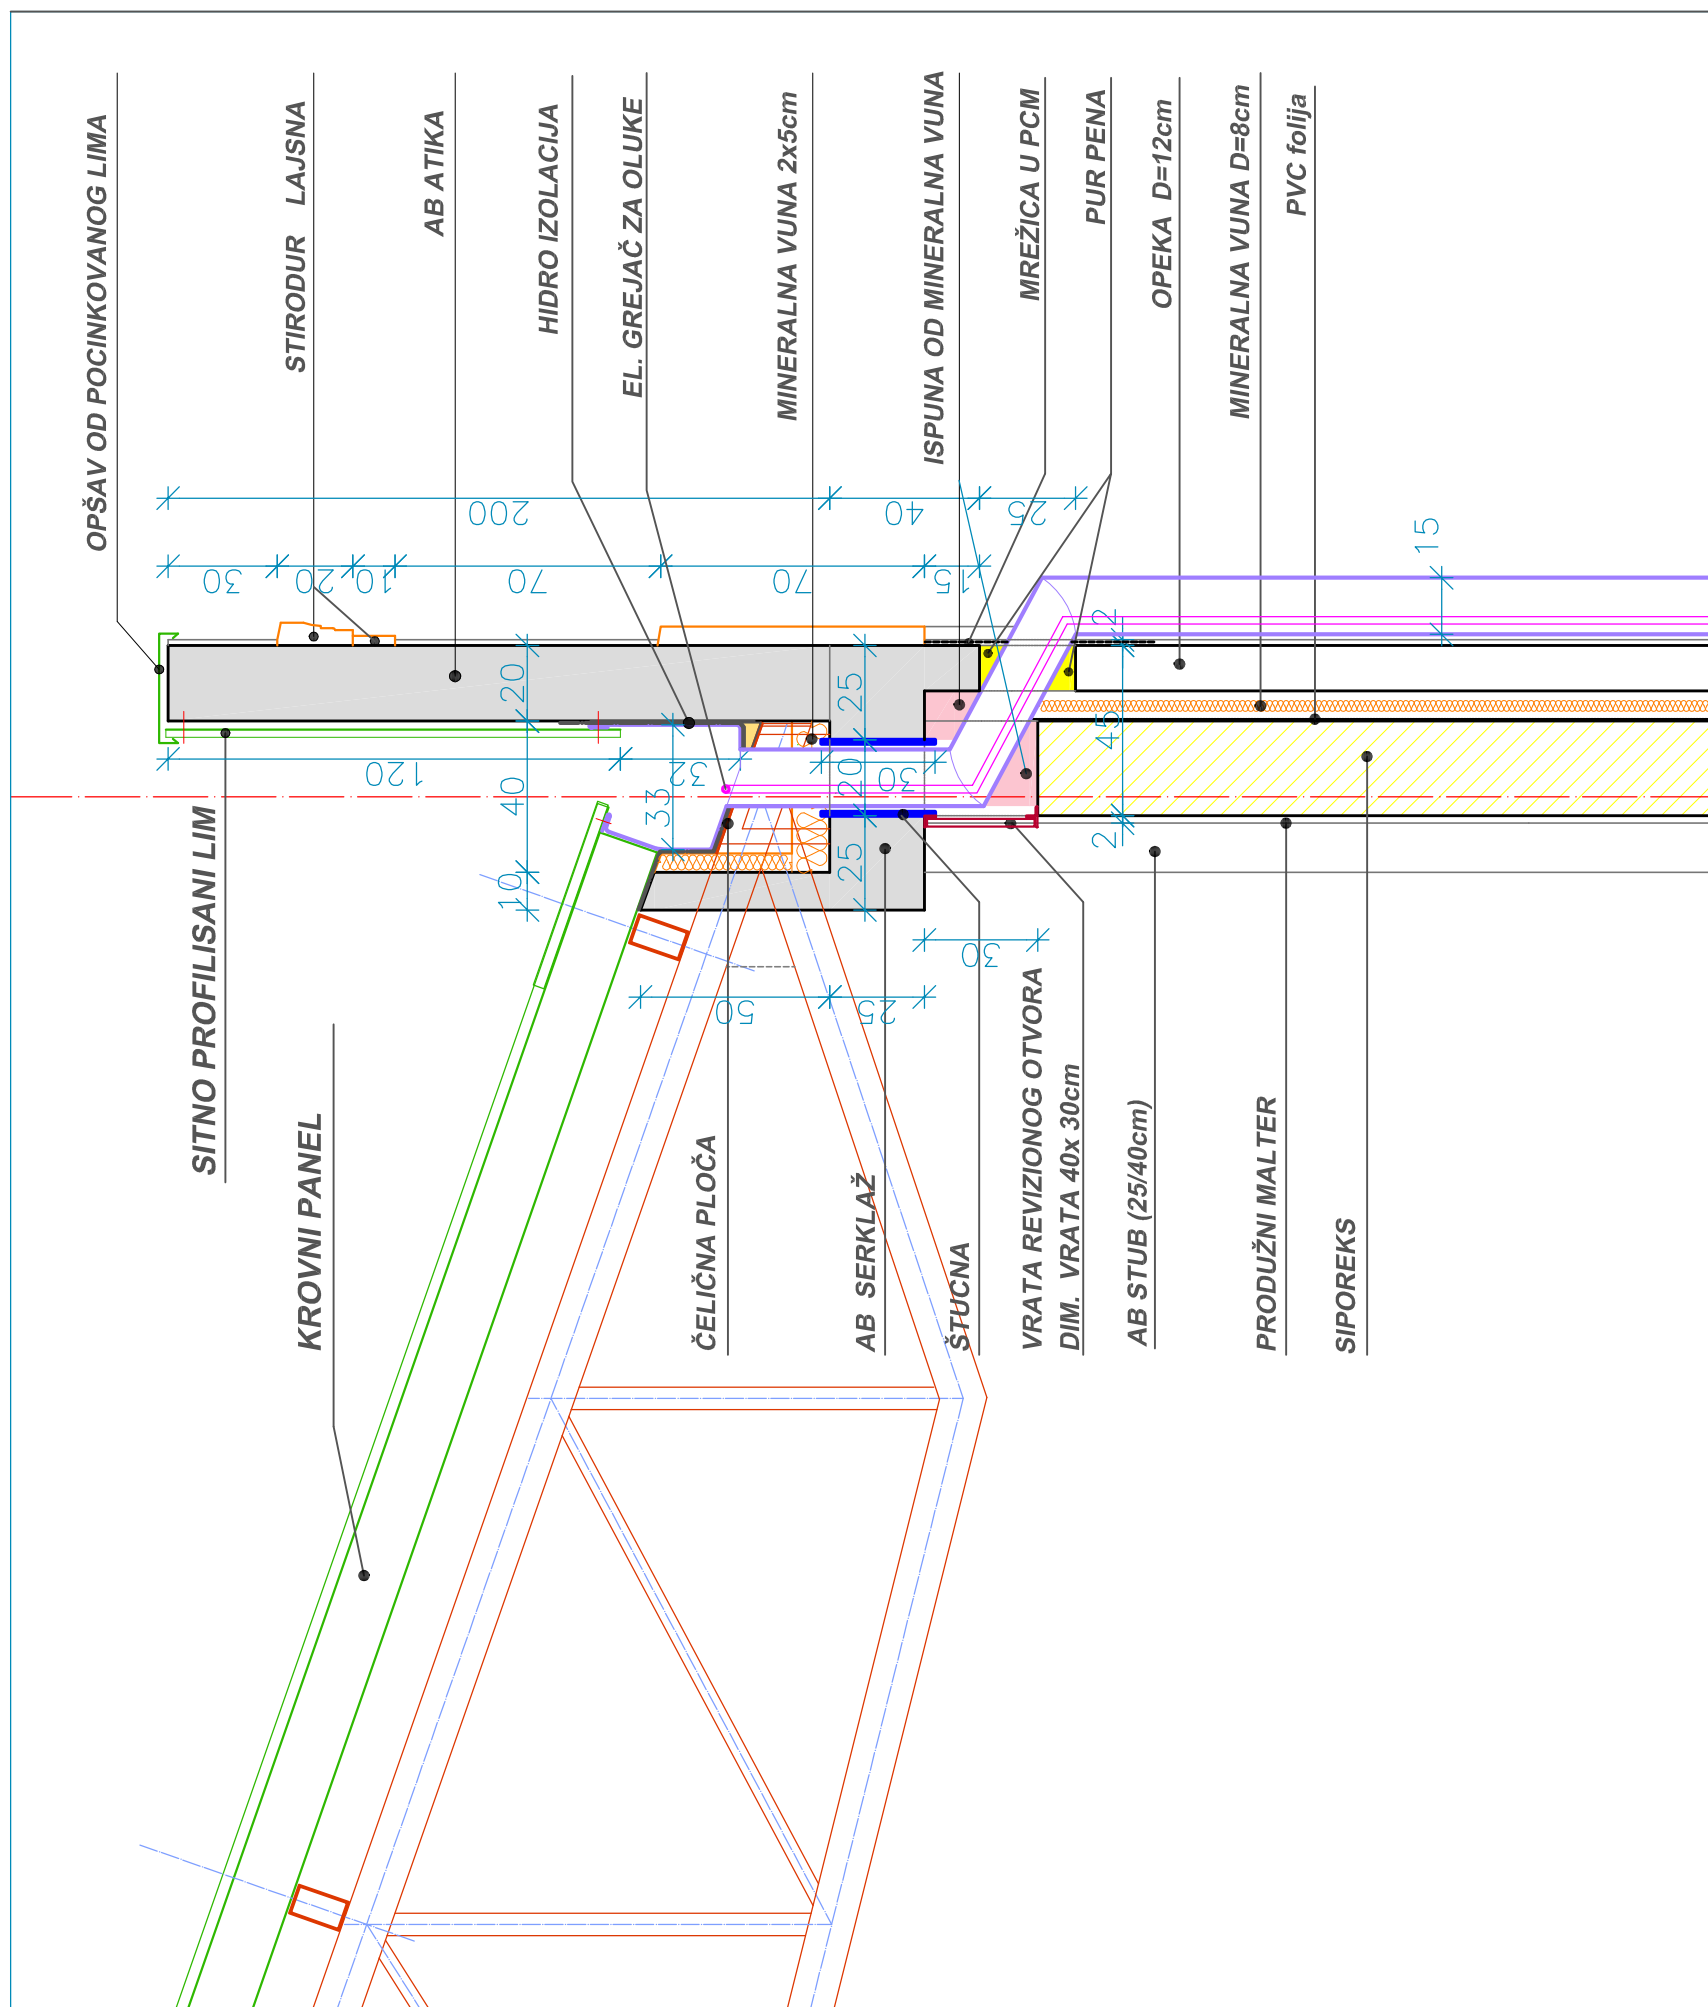 OPŠAV OD POCINKOVANOG LIMA
STIRODUR LAJSNA
AB ATIKA
HIDRO IZOLACIJA
EL. GREJAČ ZA OLUKE
MINERALNA VUNA 2x5cm
ISPUNA OD MINERALNA VUNA
MREŽICA U PCM
PUR PENA
OPEKA D=12cm
MINERALNA VUNA D=8cm
PVC folija
200
40
25
30
20
10
70
70
15
15
20
40
10
120
32
33
25
20
25
30
2
45
2
30
50
25
SITNO PROFILISANI LIM
KROVNI PANEL
ČELIČNA PLOČA
AB SERKLAŽ
ŠTUCNA
VRATA REVIZIONOG OTVORA
DIM. VRATA 40x 30cm
AB STUB (25/40cm)
PRODUŽNI MALTER
SIPOREKS